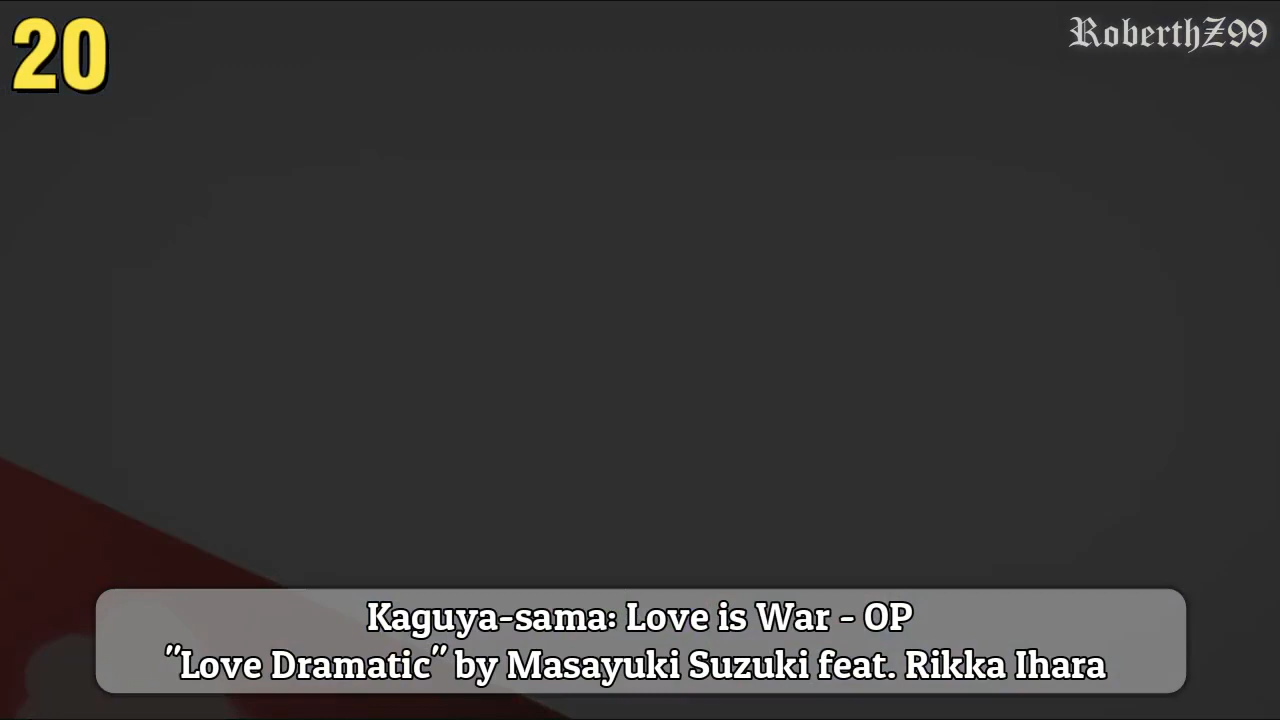 20
RoberthZ99
Kaguya-sama: Love is War - OP
"Love Dramatic" by Masayuki Suzuki feat. Rikka Ihara